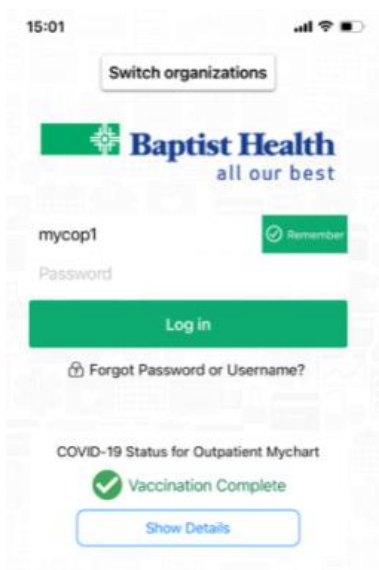 15:01
Switch organizations
Baptist Health
all our best
mycop1
Remember
Password
Log in
Forgot Password or Username?
COVID-19 Status for Outpatient Mychart
Vaccination Complete
Show Details